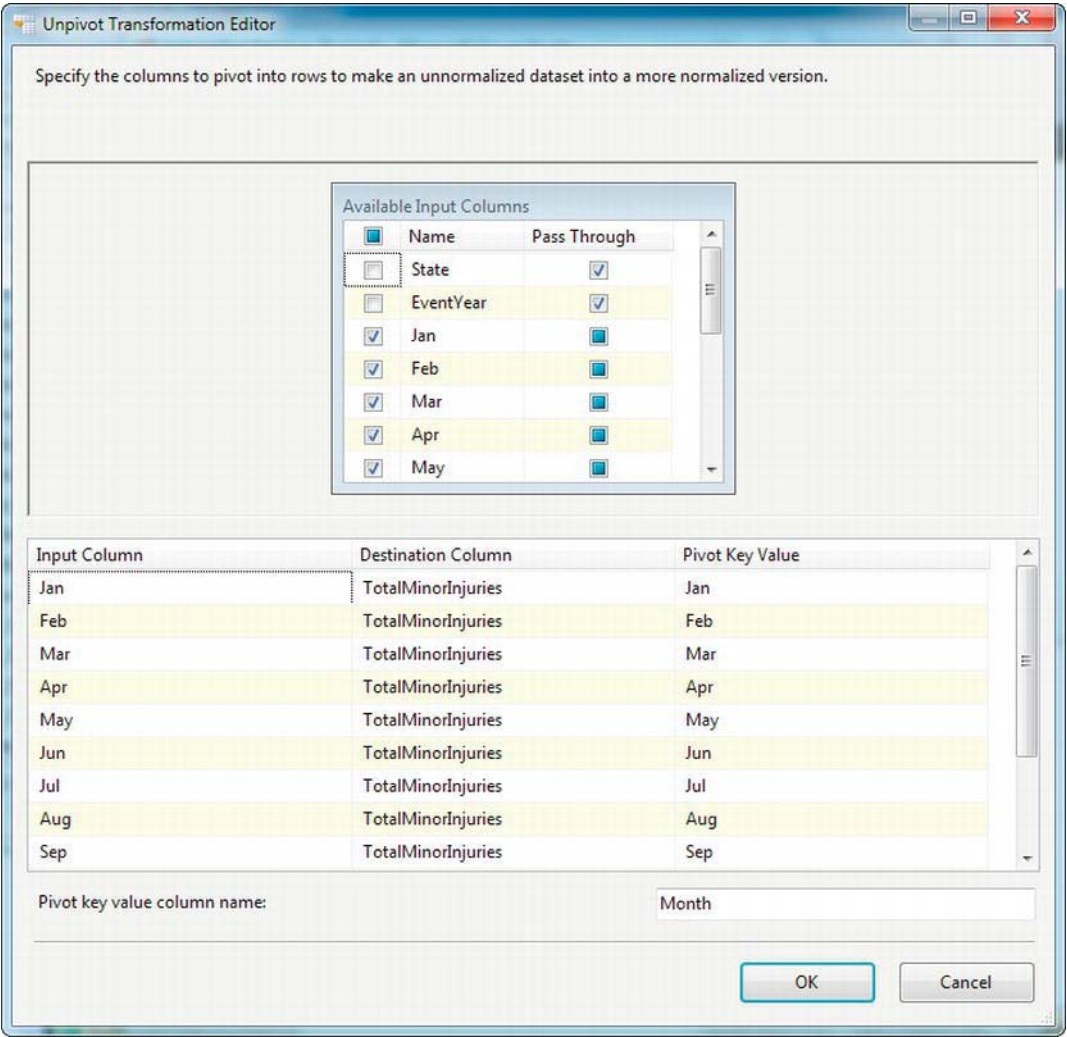 Unpivot Transformation Editor
Specify the columns to pivot into rows to make an unnormalized dataset into a more normalized version.
Available Input Columns
Name Pass Through
State
EventYear
Jan
Feb
Mar
Apr
May
Input Column Destination Column Pivot Key Value
Jan TotalMinorInjuries Jan
Feb TotalMinorInjuries Feb
Mar TotalMinorInjuries Mar
Apr TotalMinorInjuries Apr
May TotalMinorInjuries May
Jun TotalMinorInjuries Jun
Jul TotalMinorInjuries Jul
Aug TotalMinorInjuries Aug
Sep TotalMinorInjuries Sep
Pivot key value column name: Month
OK Cancel